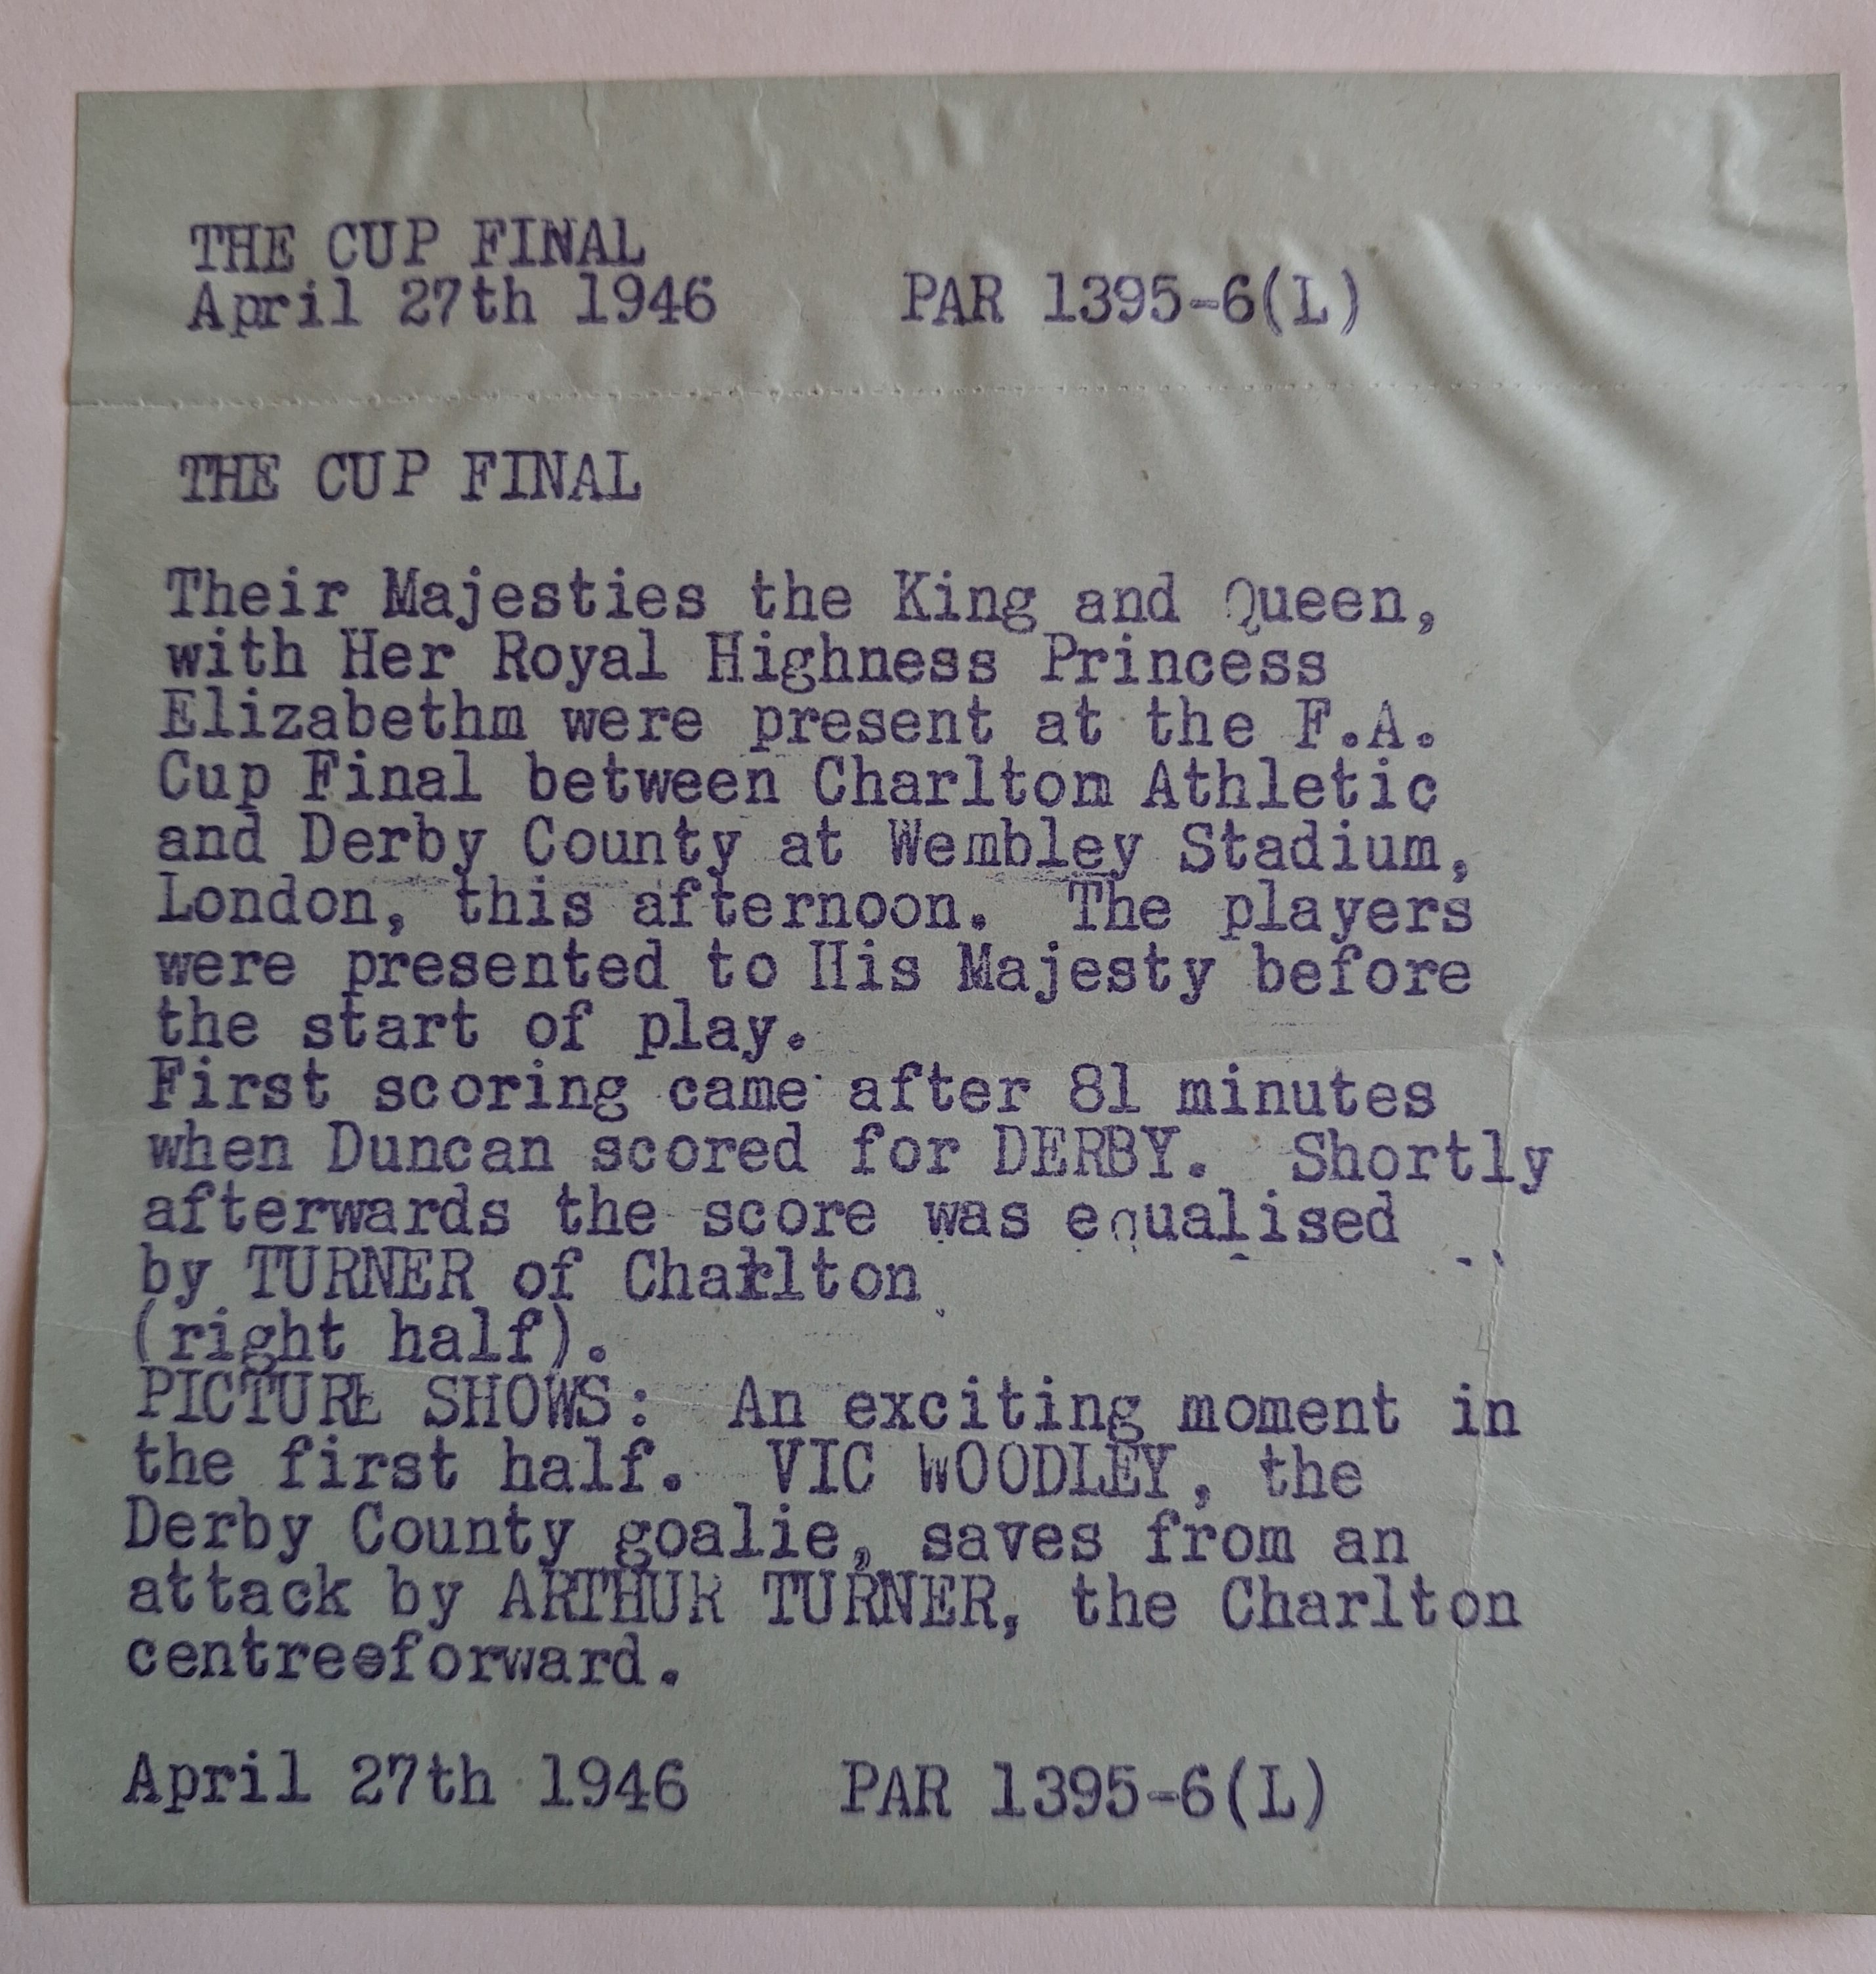 THE CUP FINAL
April 27th 1946 PAR 1395-6(L)
THE CUP FINAL
Their Majesties the King and Queen,
with Her Royal Highness Princess
Elizabethm were present at the F.A.
Cup Final between Charlton Athletic
and Derby County at Wembley Stadium,
London, this afternoon. The players
were presented to His Majesty before
the start of play.
First scoring came after 81 minutes
when Duncan scored for DERBY. Shortly
afterwards the score was equalised
by TURNER of Charlton
(right half).
PICTURE SHOWS: An exciting moment in
the first half. VIC WOODLEY, the
Derby County goalie, saves from an
attack by ARTHUR TURNER, the Charlton
centreeforward.
April 27th 1946 PAR 1395-6(L)